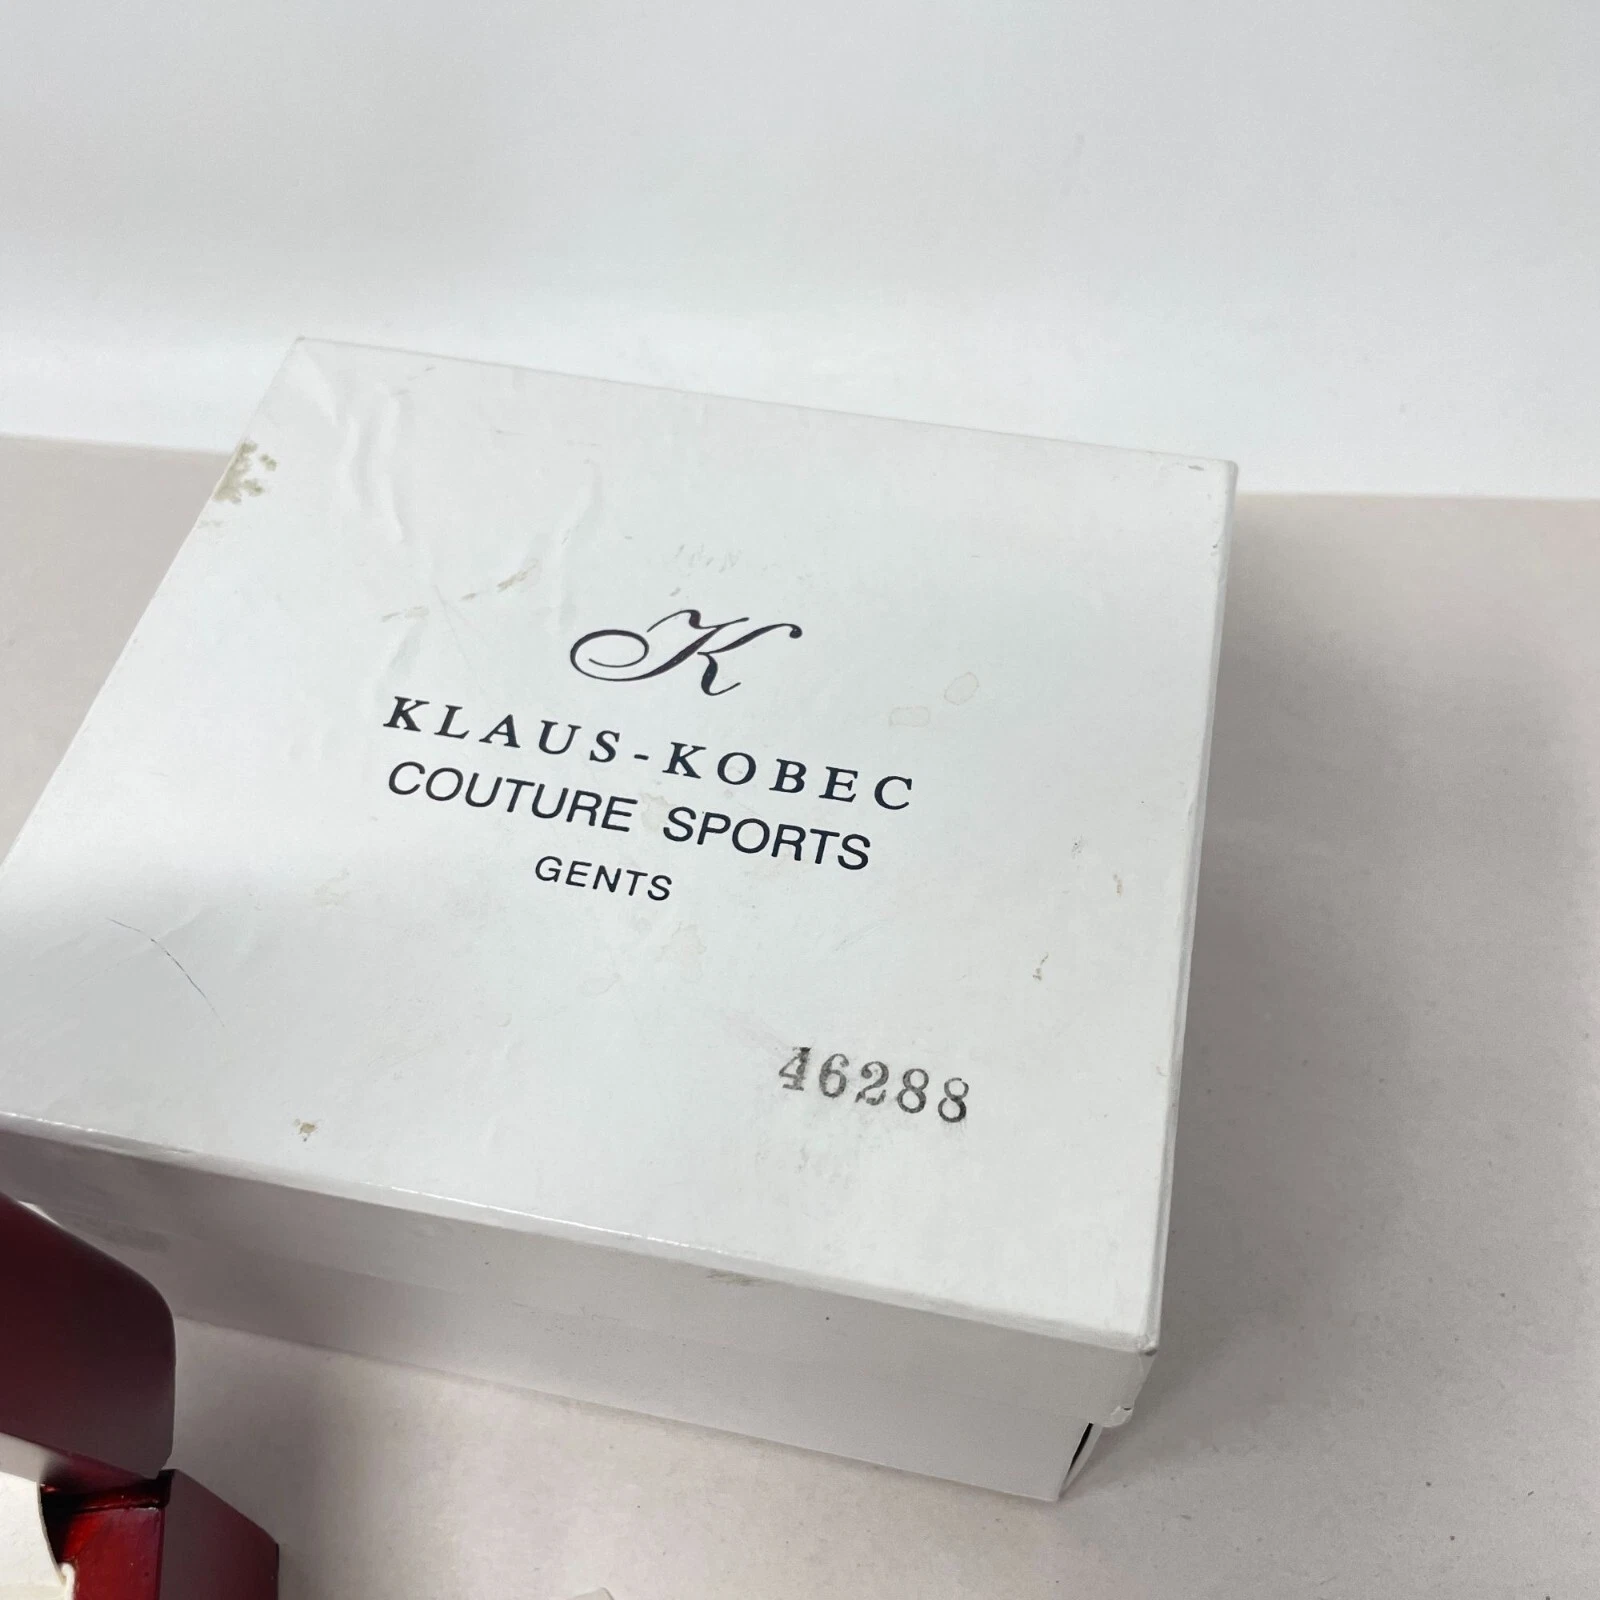 K
KLAUS-KOBEC
COUTURE SPORTS
GENTS
46288